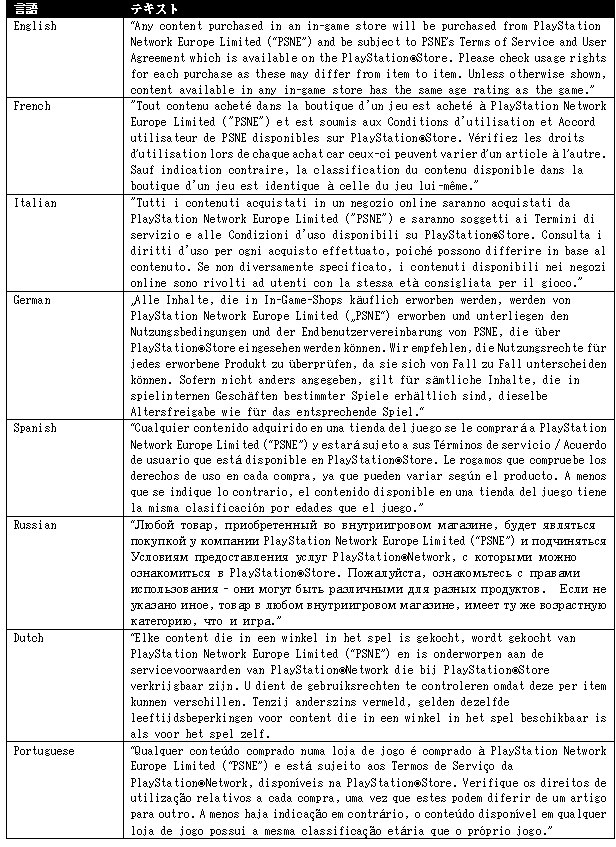 言語 テキスト
English “Any content purchased in an in-game store will be purchased from PlayStation
Network Europe Limited (“PSNE”) and be subject to PSNE’s Terms of Service and User
Agreement which is available on the PlayStation®Store. Please check usage rights
for each purchase as these may differ from item to item. Unless otherwise shown,
content available in any in-game store has the same age rating as the game.”
French "Tout contenu acheté dans la boutique d'un jeu est acheté à PlayStation Network
Europe Limited ("PSNE") et est soumis aux Conditions d'utilisation et Accord
utilisateur de PSNE disponibles sur PlayStation®Store. Vérifiez les droits
d'utilisation lors de chaque achat car ceux-ci peuvent varier d'un article à l'autre.
Sauf indication contraire, la classification du contenu disponible dans la
boutique d'un jeu est identique à celle du jeu lui-même."
Italian "Tutti i contenuti acquistati in un negozio online saranno acquistati da
PlayStation Network Europe Limited ("PSNE") e saranno soggetti ai Termini di
servizio e alle Condizioni d'uso disponibili su PlayStation®Store. Consulta i
diritti d'uso per ogni acquisto effettuato, poiché possono differire in base al
contenuto. Se non diversamente specificato, i contenuti disponibili nei negozi
online sono rivolti ad utenti con la stessa età consigliata per il gioco."
German „Alle Inhalte, die in In-Game-Shops käuflich erworben werden, werden von
PlayStation Network Europe Limited („PSNE“) erworben und unterliegen den
Nutzungsbedingungen und der Endbenutzervereinbarung von PSNE, die über
PlayStation®Store eingesehen werden können. Wir empfehlen, die Nutzungsrechte für
jedes erworbene Produkt zu überprüfen, da sie sich von Fall zu Fall unterscheiden
können. Sofern nicht anders angegeben, gilt für sämtliche Inhalte, die in
spielinternen Geschäften bestimmter Spiele erhältlich sind, dieselbe
Altersfreigabe wie für das entsprechende Spiel.“
Spanish “Cualquier contenido adquirido en una tienda del juego se le comprará a PlayStation
Network Europe Limited (“PSNE”) y estará sujeto a sus Términos de servicio / Acuerdo
de usuario que está disponible en PlayStation®Store. Le rogamos que compruebe los
derechos de uso en cada compra, ya que pueden variar según el producto. A menos
que se indique lo contrario, el contenido disponible en una tienda del juego tiene
la misma clasificación por edades que el juego.”
Russian “Любой товар, приобретенный во внутриигровом магазине, будет являться
покупкой у компании PlayStation Network Europe Limited (“PSNE”) и подчиняться
Условиям предоставления услуг PlayStation®Network, с которыми можно
ознакомиться в PlayStation®Store. Пожалуйста, ознакомьтесь с правами
использования - они могут быть различными для разных продуктов. Если не
указано иное, товар в любом внутриигровом магазине, имеет ту же возрастную
категорию, что и игра.”
Dutch “Elke content die in een winkel in het spel is gekocht, wordt gekocht van
PlayStation Network Europe Limited (“PSNE”) en is onderworpen aan de
servicevoorwaarden van PlayStation®Network die bij PlayStation®Store
verkrijgbaar zijn. U dient de gebruiksrechten te controleren omdat deze per item
kunnen verschillen. Tenzij anderszins vermeld, gelden dezelfde
leeftijdsbeperkingen voor content die in een winkel in het spel beschikbaar is
als voor het spel zelf.
Portuguese “Qualquer conteúdo comprado numa loja de jogo é comprado à PlayStation Network
Europe Limited (“PSNE”) e está sujeito aos Termos de Serviço da
PlayStation®Network, disponíveis na PlayStation®Store. Verifique os direitos de
utilização relativos a cada compra, uma vez que estes podem diferir de um artigo
para outro. A menos haja indicação em contrário, o conteúdo disponível em qualquer
loja de jogo possui a mesma classificação etária que o próprio jogo.”